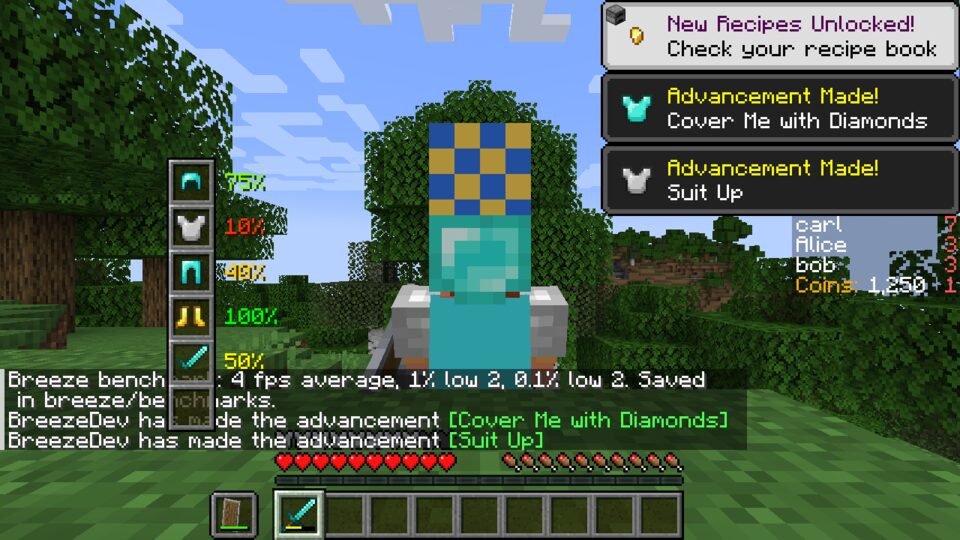 New Recipes Unlocked!
Check your recipe book
Advancement Made!
Cover Me with Diamonds
Advancement Made!
Suit Up
carl 7
Alice 3
bob 3
Coins: 1,250 1
75%
10%
40%
100%
50%
Breeze : 4 fps average, 1% low 2, 0.1% low 2. Saved
in breeze/benchmarks.
BreezeDev has made the advancement [Cover Me with Diamonds]
BreezeDev has made the advancement [Suit Up]